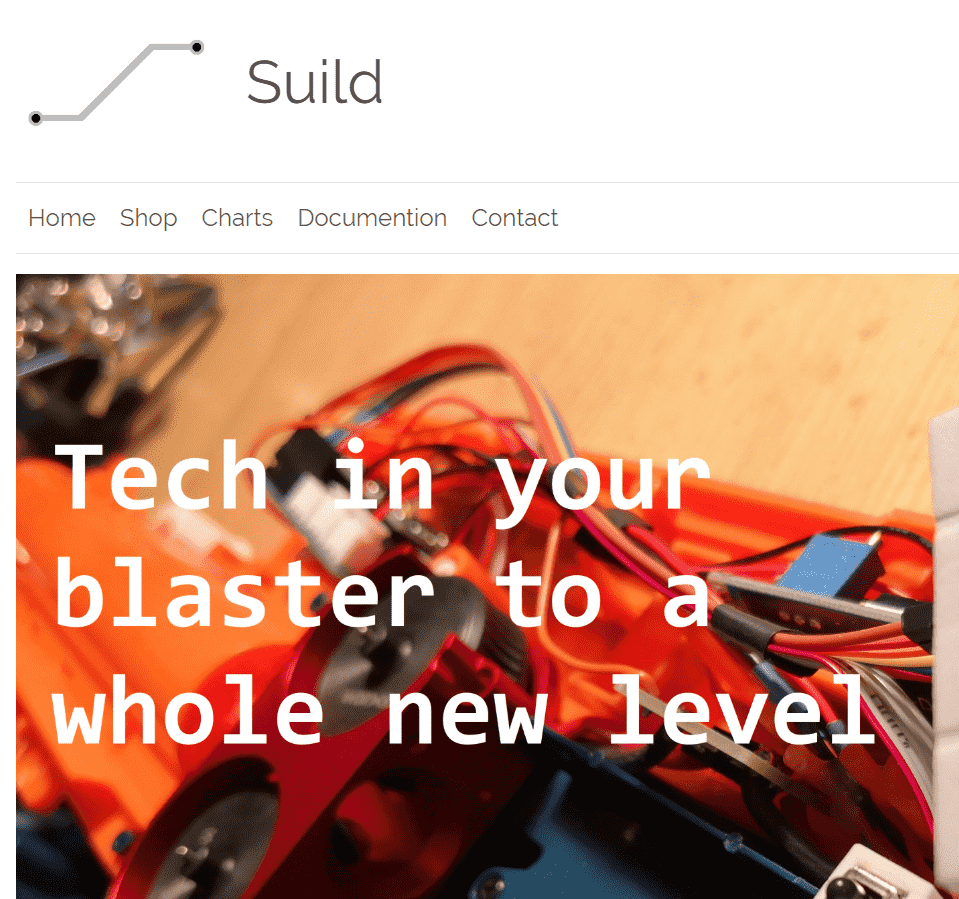 Suild
Home Shop Charts Documention Contact
Tech in your
blaster to a
whole new level